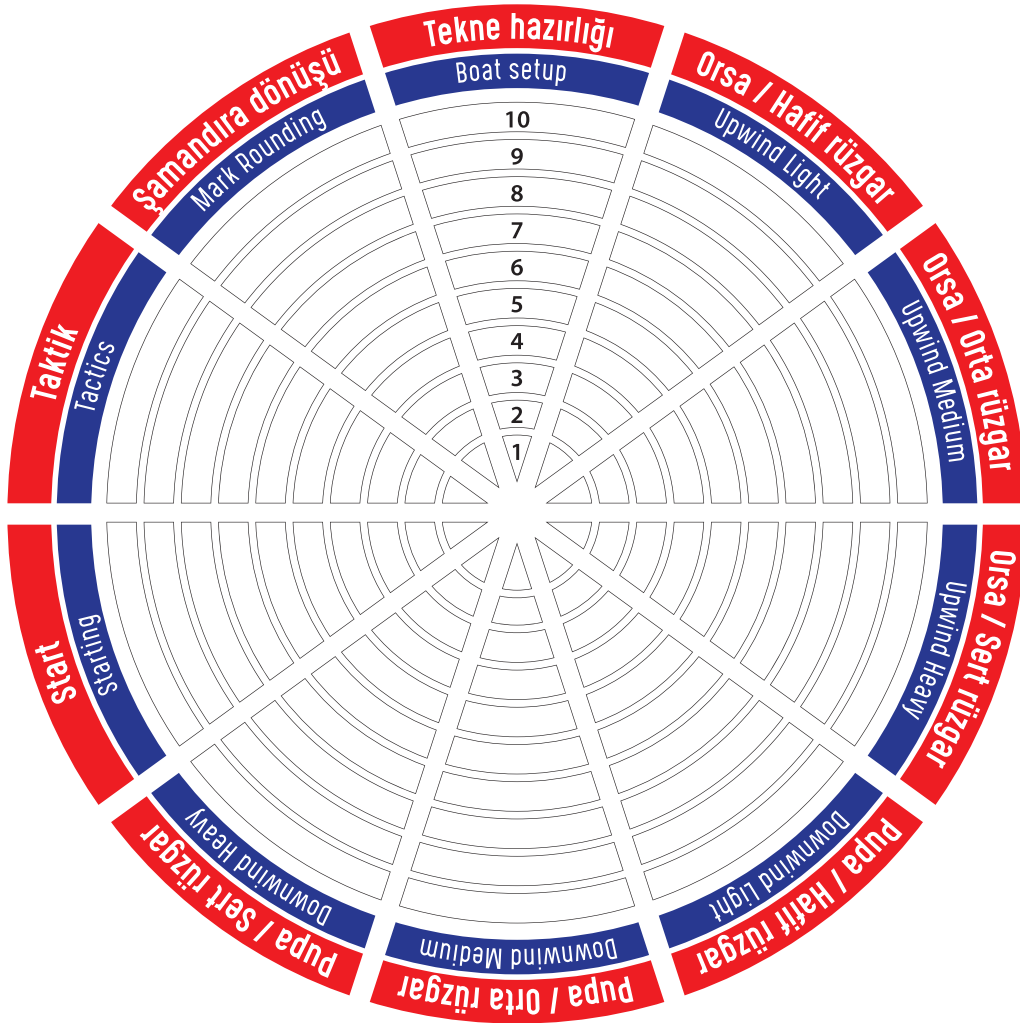 Tekne hazırlığı
Boat setup
Orsa / Hafif rüzgar
Upwind Light
Orsa / Orta rüzgar
Upwind Medium
Orsa / Sert rüzgar
Upwind Heavy
Pupa / Hafif rüzgar
Downwind Light
Pupa / Orta rüzgar
Downwind Medium
Pupa / Sert rüzgar
Downwind Heavy
Start
Starting
Taktik
Tactics
Şamandıra dönüşü
Mark Rounding
10
9
8
7
6
5
4
3
2
1